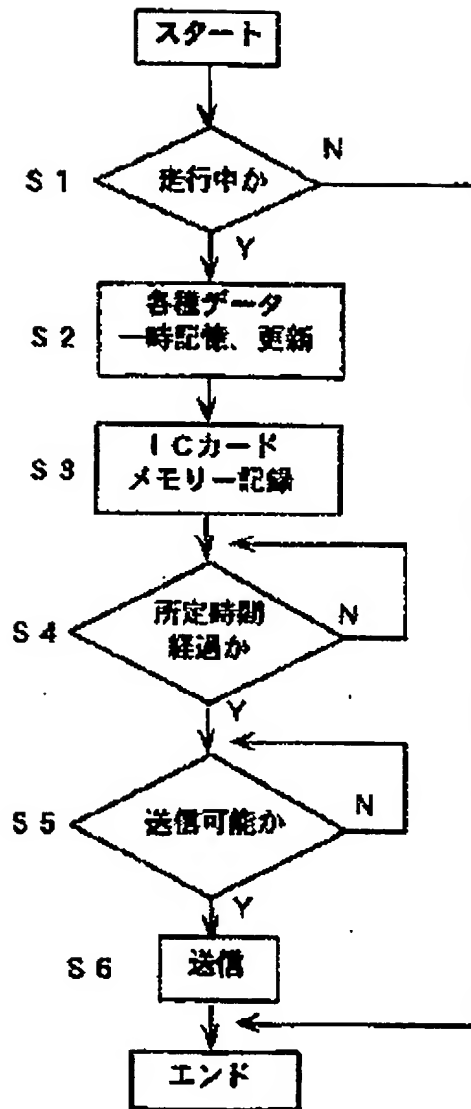 スタート
N
S1
走行中か
Y
各種データ
S2
一時記憶、更新
ICカード
S3
メモリー記録
所定時間
N
S4
経過か
Y
S5
送信可能か
N
Y
S6
送信
エンド